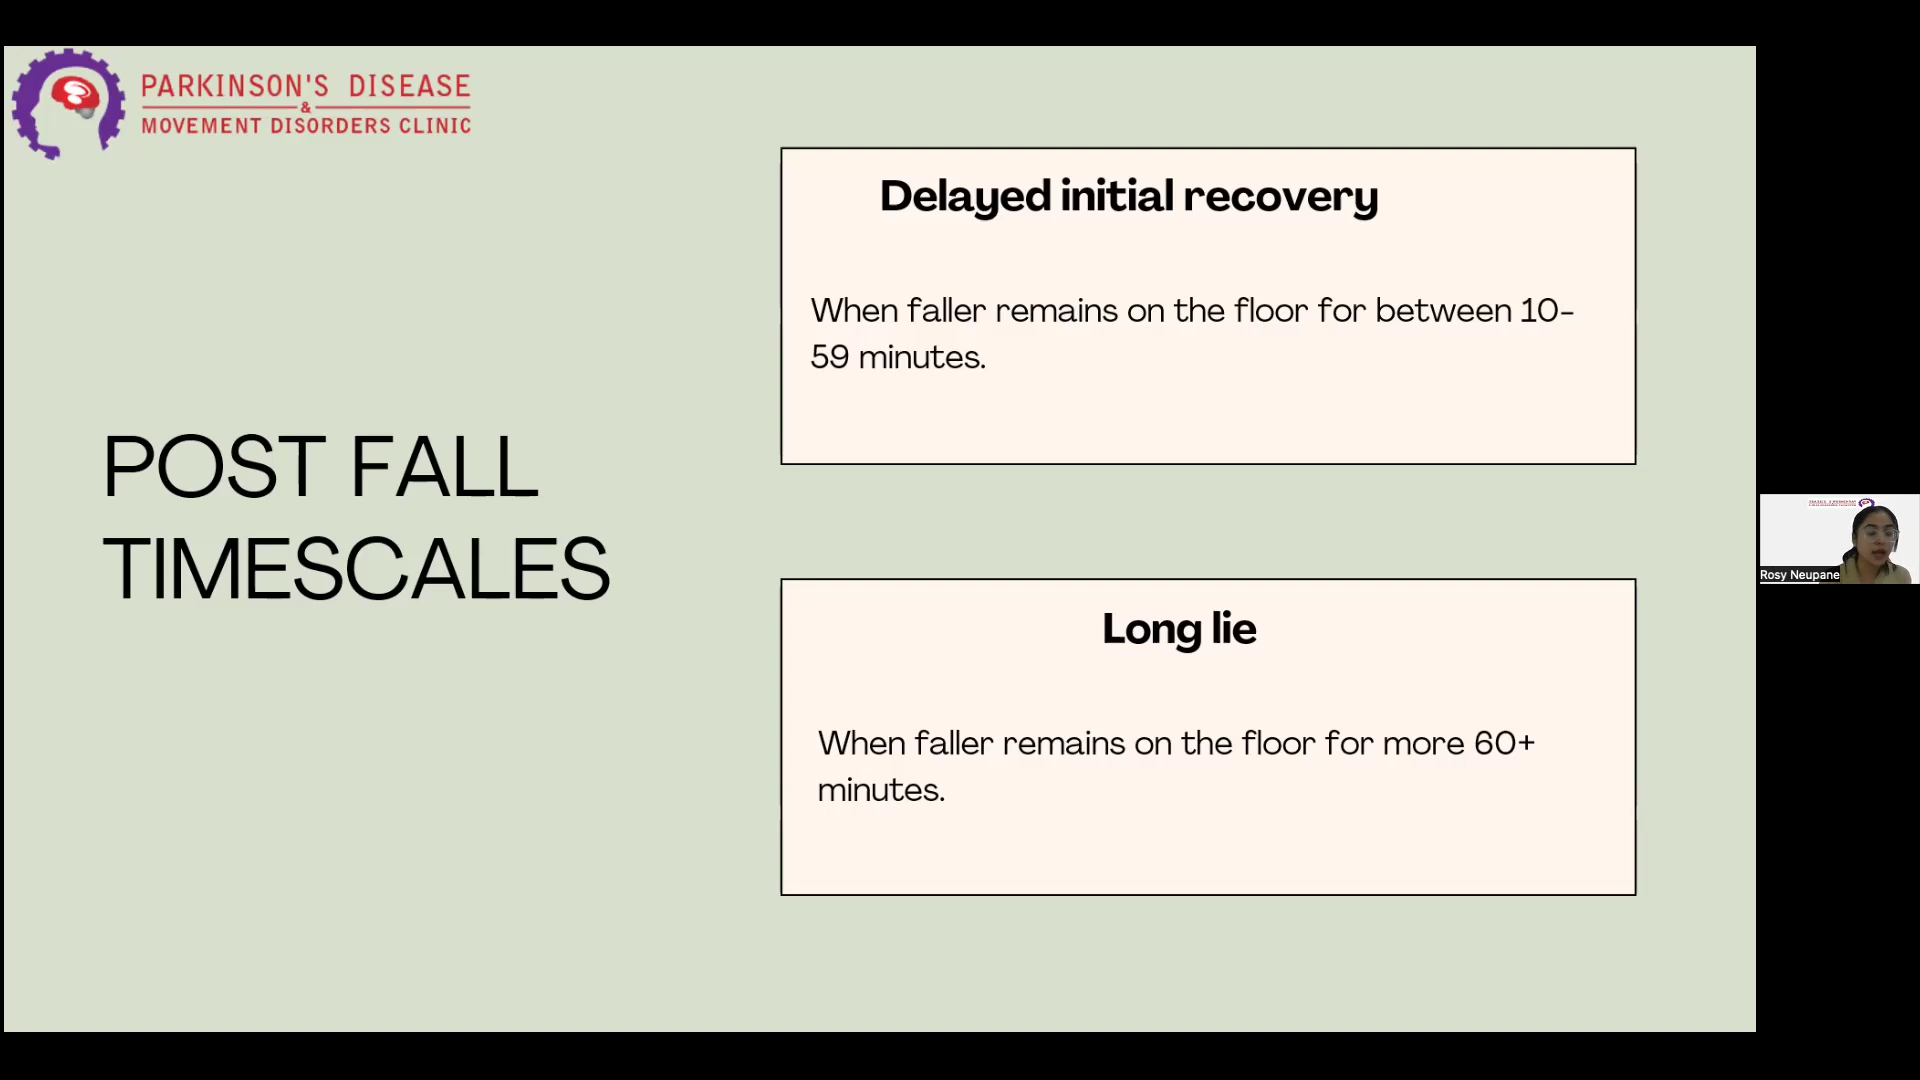 PARKINSON'S DISEASE
&
MOVEMENT DISORDERS CLINIC
POST FALL
TIMESCALES
Delayed initial recovery
When faller remains on the floor for between 10-
59 minutes.
Long lie
When faller remains on the floor for more 60+
minutes.
Rosy Neupane